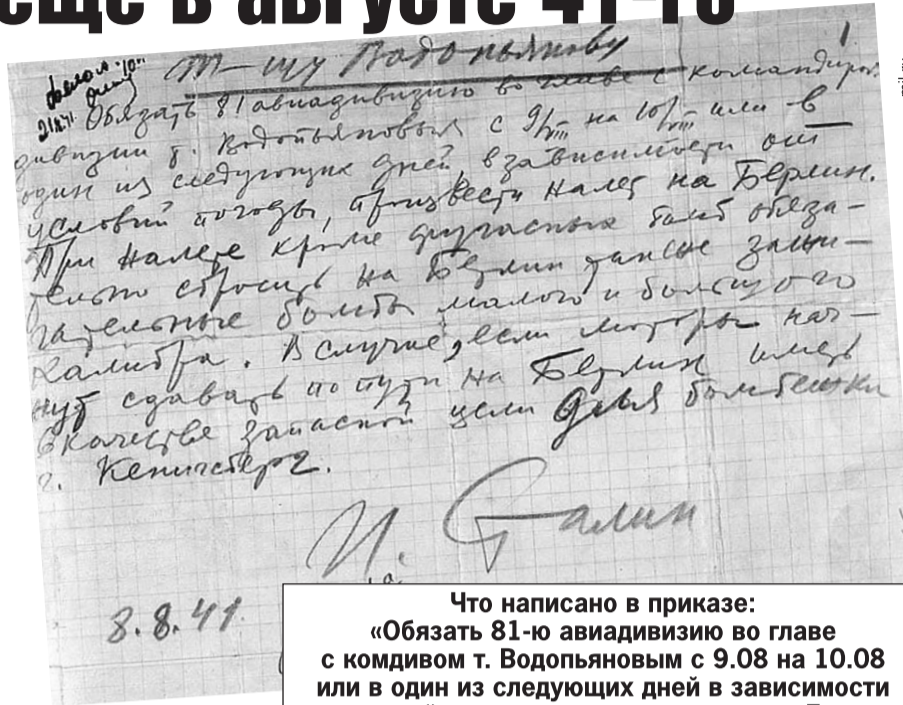 еще в августе 41-го
Т-щу Водопьянову
1
Обязать 81 авиадивизию во главе с командиром
дивизии т. Водопьяновым с 9/VIII на 10/VIII или в
один из следующих дней в зависимости от
условий погоды, произвести налет на Берлин.
При налете кроме фугасных бомб обяза-
тельно сбросить на Берлин также зажи-
гательные бомбы малого и большого
калибра. В случае, если моторы нач-
нут сдавать по пути на Берлин иметь
в качестве запасной цели для бомбежки
г. Кенигсберг.
И. Сталин
8.8.41
Что написано в приказе:
«Обязать 81-ю авиадивизию во главе
с комдивом т. Водопьяновым с 9.08 на 10.08
или в один из следующих дней в зависимости